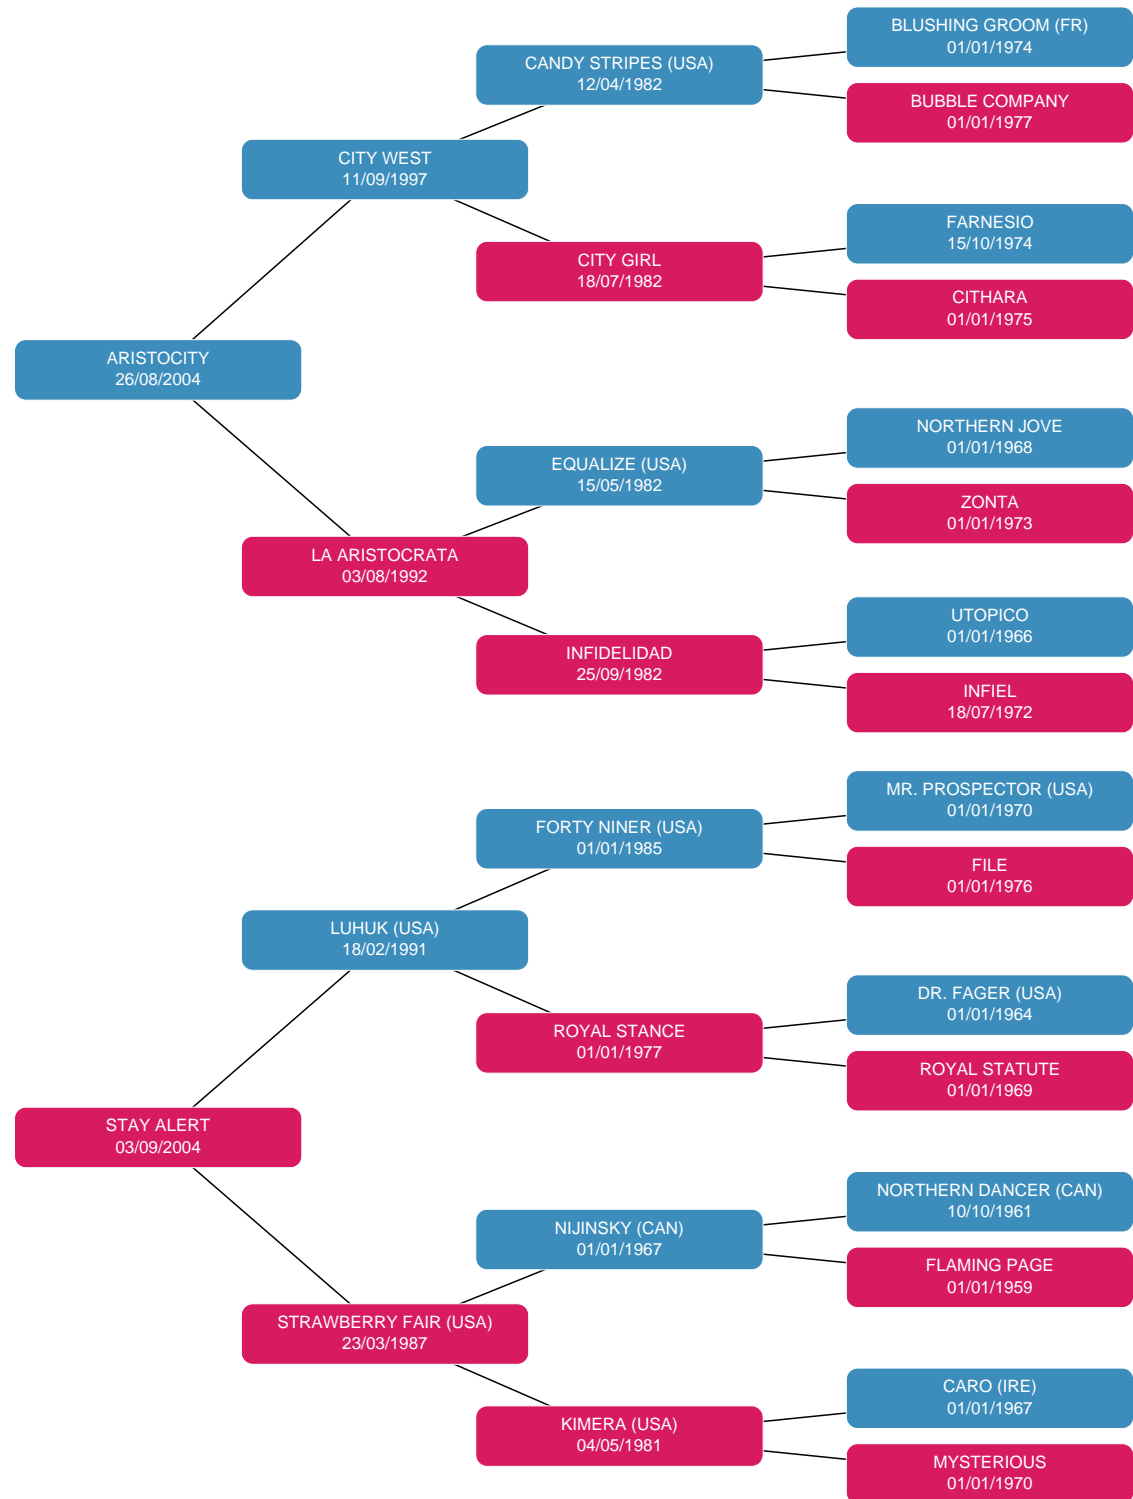 BLUSHING GROOM (FR)
01/01/1974
CANDY STRIPES (USA)
12/04/1982
BUBBLE COMPANY
01/01/1977
CITY WEST
11/09/1997
FARNESIO
15/10/1974
CITY GIRL
18/07/1982
CITHARA
01/01/1975
ARISTOCITY
26/08/2004
NORTHERN JOVE
01/01/1968
EQUALIZE (USA)
15/05/1982
ZONTA
01/01/1973
LA ARISTOCRATA
03/08/1992
UTOPICO
01/01/1966
INFIDELIDAD
25/09/1982
INFIEL
18/07/1972
MR. PROSPECTOR (USA)
01/01/1970
FORTY NINER (USA)
01/01/1985
FILE
01/01/1976
LUHUK (USA)
18/02/1991
DR. FAGER (USA)
01/01/1964
ROYAL STANCE
01/01/1977
ROYAL STATUTE
01/01/1969
STAY ALERT
03/09/2004
NORTHERN DANCER (CAN)
10/10/1961
NIJINSKY (CAN)
01/01/1967
FLAMING PAGE
01/01/1959
STRAWBERRY FAIR (USA)
23/03/1987
CARO (IRE)
01/01/1967
KIMERA (USA)
04/05/1981
MYSTERIOUS
01/01/1970